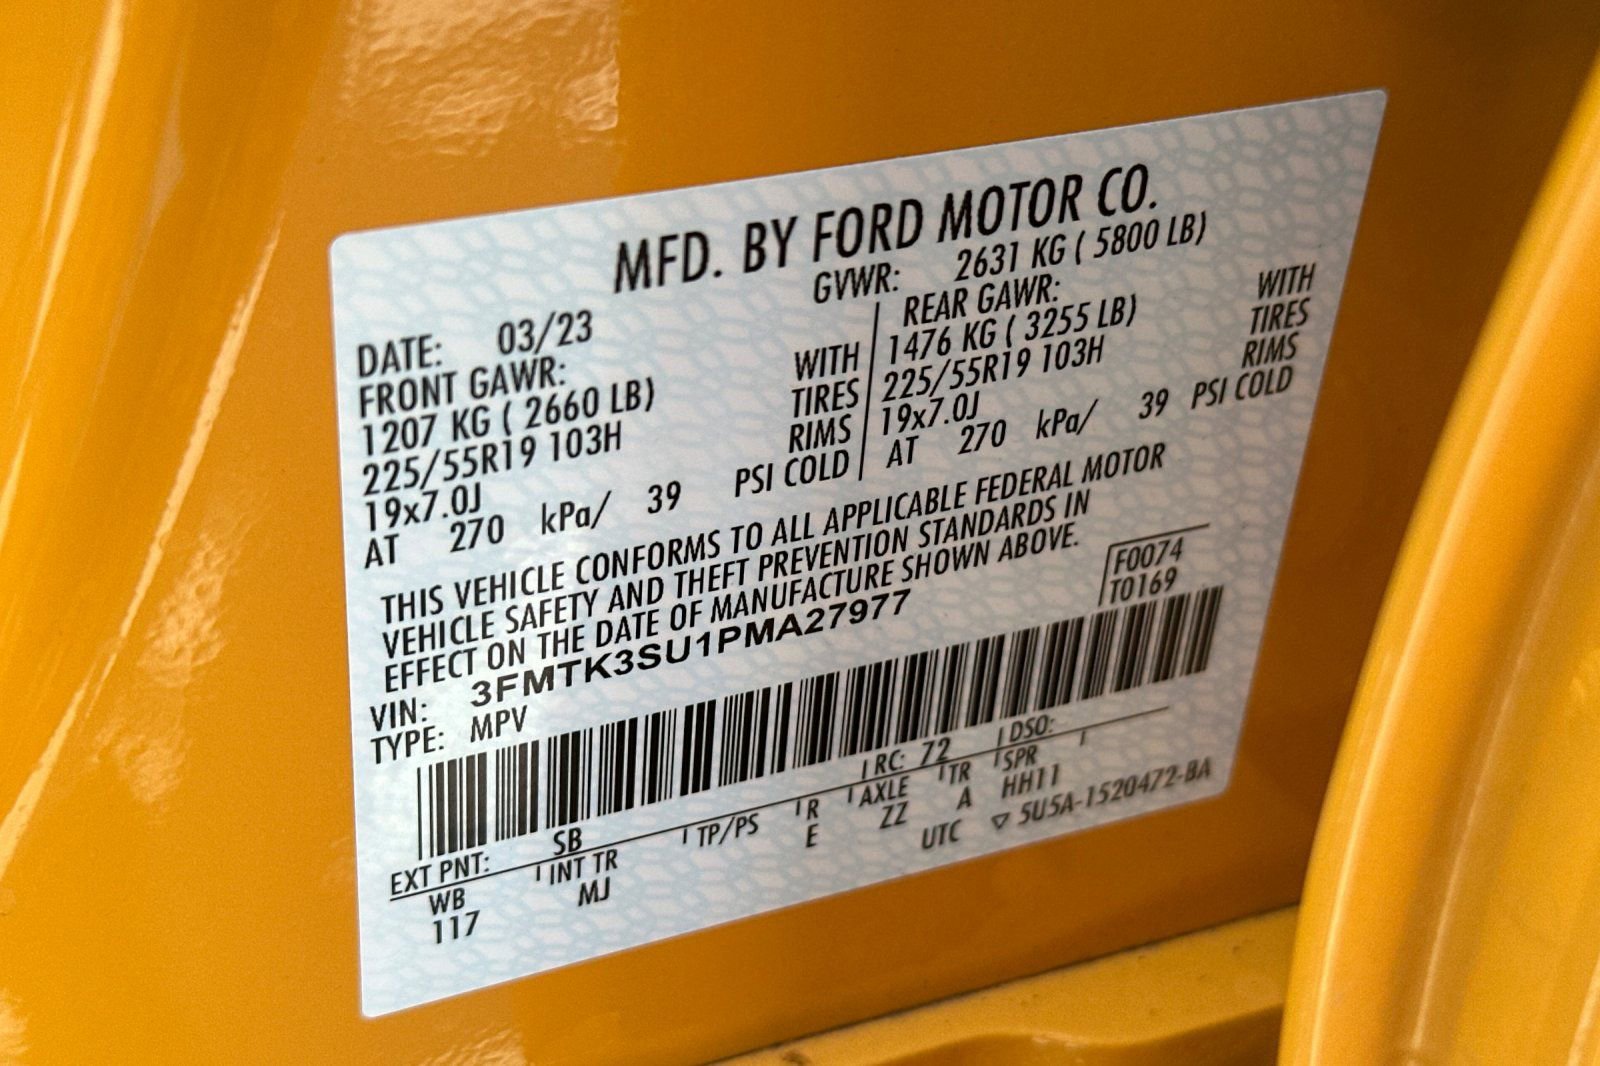 MFD. BY FORD MOTOR CO.
DATE: 03/23 GVWR: 2631 KG ( 5800 LB)
FRONT GAWR: REAR GAWR:
1207 KG ( 2660 LB) WITH 1476 KG ( 3255 LB) WITH
225/55R19 103H TIRES 225/55R19 103H TIRES
19x7.0J RIMS 19x7.0J RIMS
AT 270 kPa/ 39 PSI COLD AT 270 kPa/ 39 PSI COLD
THIS VEHICLE CONFORMS TO ALL APPLICABLE FEDERAL MOTOR
VEHICLE SAFETY AND THEFT PREVENTION STANDARDS IN
EFFECT ON THE DATE OF MANUFACTURE SHOWN ABOVE.
VIN: 3FMTK3SU1PMA27977 F0074
TYPE: MPV T0169
EXT PNT: SB RC: 72 DSO:
WB INT TR TP/PS R AXLE TR SPR
117 MJ E ZZ A HH11
UTC ▽ 5U5A-1520472-BA